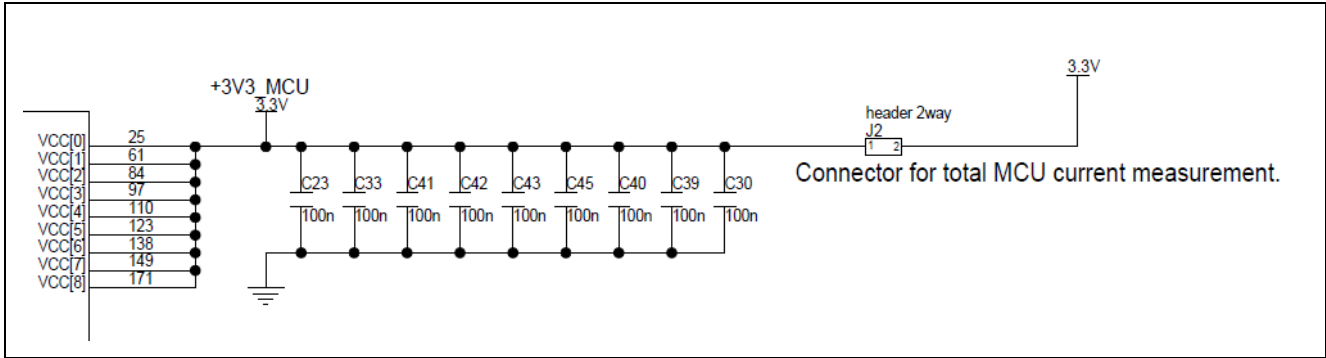 3.3V
+3V3_MCU
3.3V
header 2way
J2
1 2
Connector for total MCU current measurement.
VCC[0] 25
VCC[1] 61
VCC[2] 84
VCC[3] 97
VCC[4] 110
VCC[5] 123
VCC[6] 138
VCC[7] 149
VCC[8] 171
C23 C33 C41 C42 C43 C45 C40 C39 C30
100n 100n 100n 100n 100n 100n 100n 100n 100n